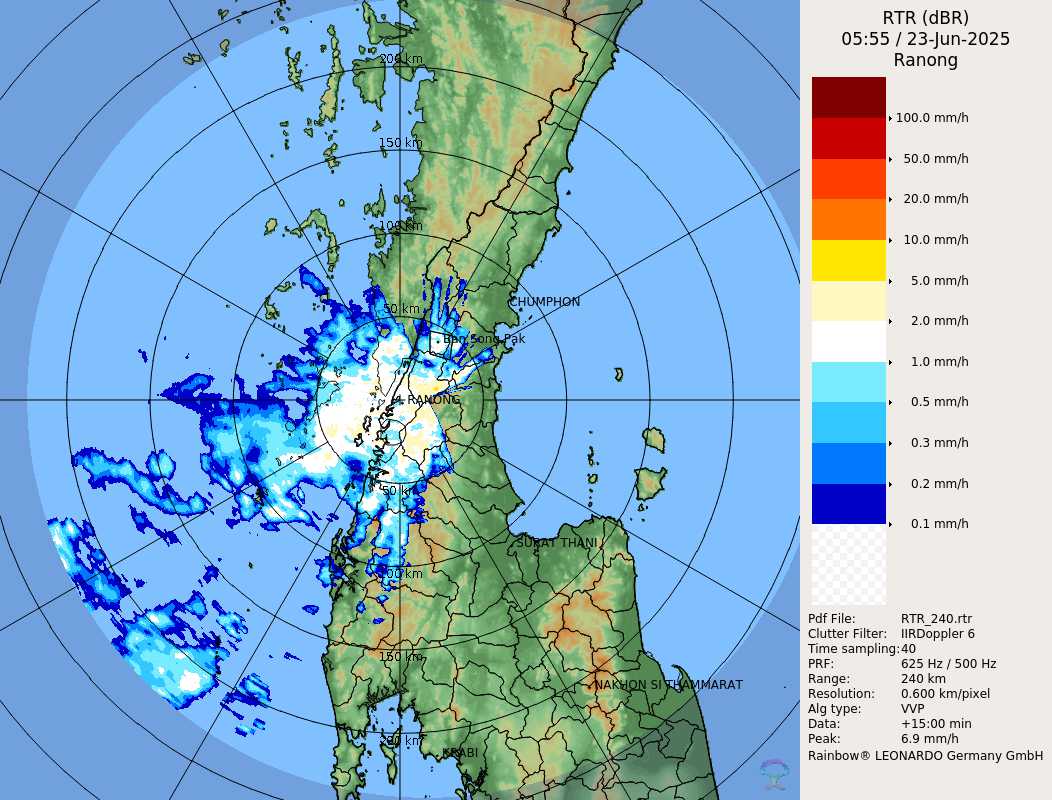 RTR (dBR)
05:55 / 23-Jun-2025
Ranong
100.0 mm/h
50.0 mm/h
20.0 mm/h
10.0 mm/h
5.0 mm/h
2.0 mm/h
1.0 mm/h
0.5 mm/h
0.3 mm/h
0.2 mm/h
0.1 mm/h
Pdf File: RTR_240.rtr
Clutter Filter: IIRDoppler 6
Time sampling:40
PRF: 625 Hz / 500 Hz
Range: 240 km
Resolution: 0.600 km/pixel
Alg type: VVP
Data: +15:00 min
Peak: 6.9 mm/h
Rainbow® LEONARDO Germany GmbH
200 km
150 km
100 km
CHUMPHON
50 km
Ban Song Pak
RANONG
50 km
SURAT THANI
100 km
150 km
NAKHON SI THAMMARAT
200 km
KRABI